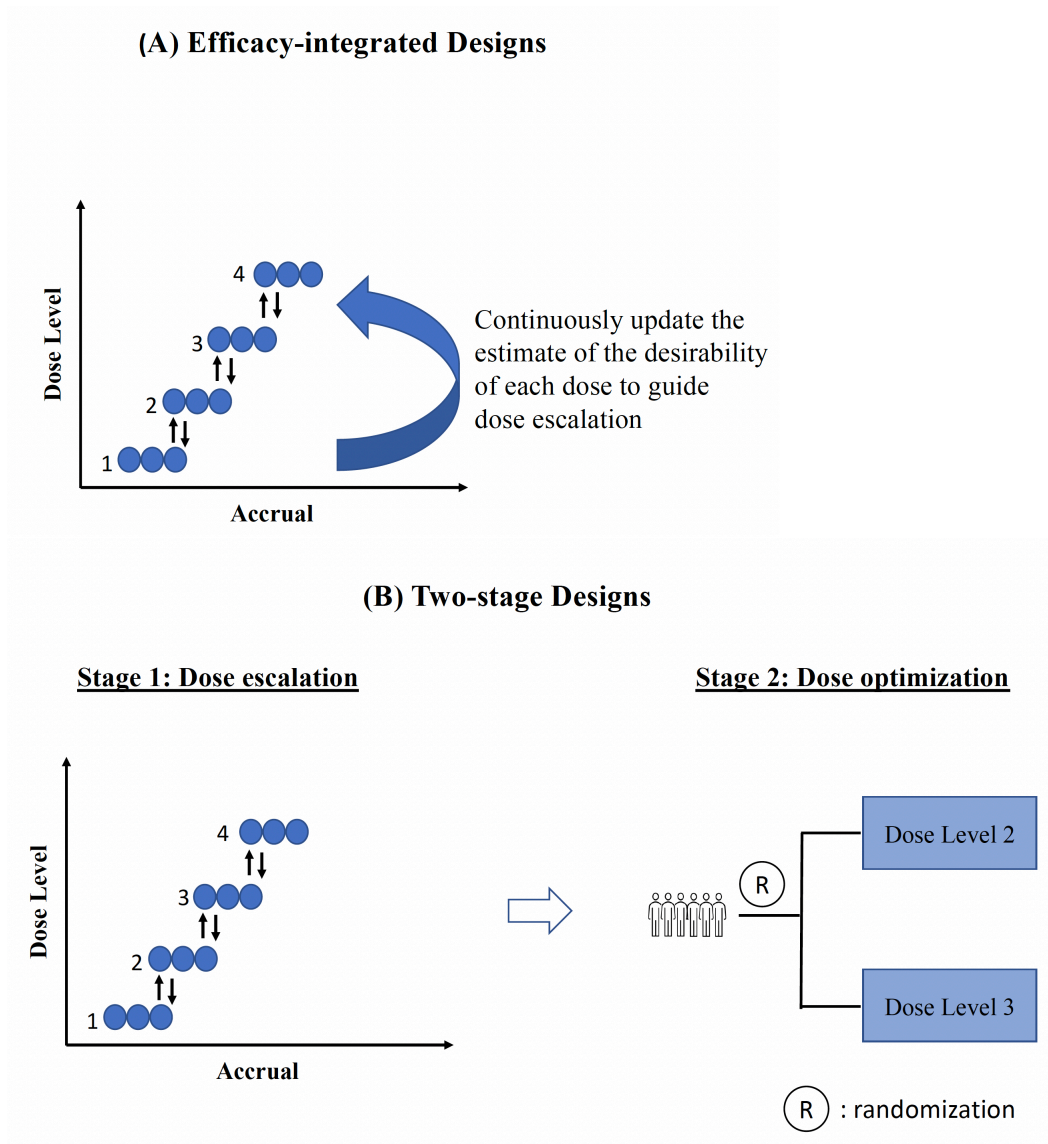 (A) Efficacy-integrated Designs
Dose Level
4
3
2
1
Accrual
Continuously update the
estimate of the desirability
of each dose to guide
dose escalation
(B) Two-stage Designs
Stage 1: Dose escalation
Dose Level
4
3
2
1
Accrual
Stage 2: Dose optimization
R
Dose Level 2
Dose Level 3
R : randomization